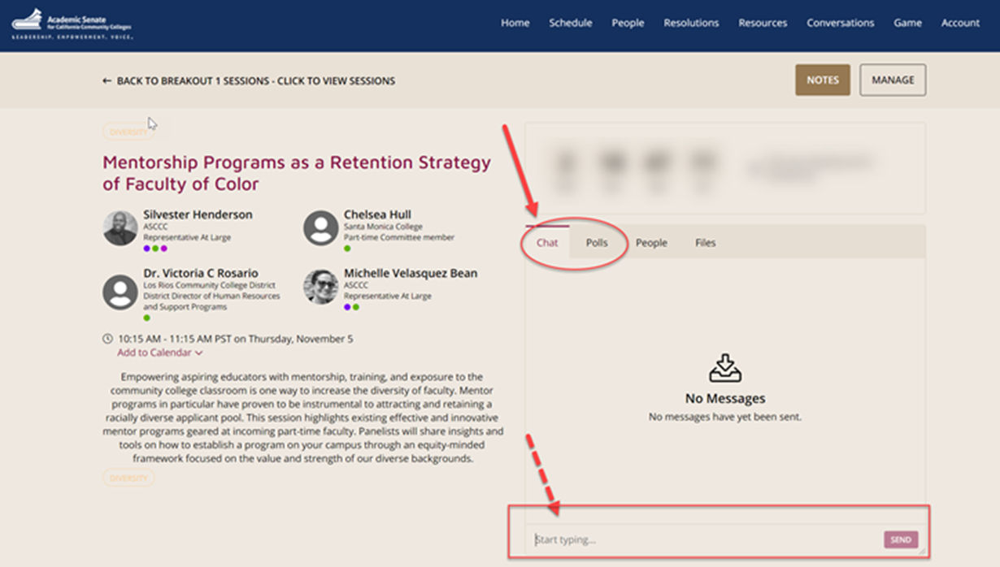 Academic Senate
for California Community Colleges
LEADERSHIP. EMPOWERMENT. VOICE.
Home
Schedule
People
Resolutions
Resources
Conversations
Game
Account
← BACK TO BREAKOUT 1 SESSIONS - CLICK TO VIEW SESSIONS
NOTES
MANAGE
DIVERSITY
Mentorship Programs as a Retention Strategy
of Faculty of Color
Silvester Henderson
ASCCC
Representative At Large
Chelsea Hull
Santa Monica College
Part-time Committee member
Dr. Victoria C Rosario
Los Rios Community College District
District Director of Human Resources
and Support Programs
Michelle Velasquez Bean
ASCCC
Representative At Large
10:15 AM - 11:15 AM PST on Thursday, November 5
Add to Calendar
Empowering aspiring educators with mentorship, training, and exposure to the
community college classroom is one way to increase the diversity of faculty. Mentor
programs in particular have proven to be instrumental to attracting and retaining a
racially diverse applicant pool. This session highlights existing effective and innovative
mentor programs geared at incoming part-time faculty. Panelists will share insights and
tools on how to establish a program on your campus through an equity-minded
framework focused on the value and strength of our diverse backgrounds.
DIVERSITY
Chat
Polls
People
Files
No Messages
No messages have yet been sent.
Start typing...
SEND